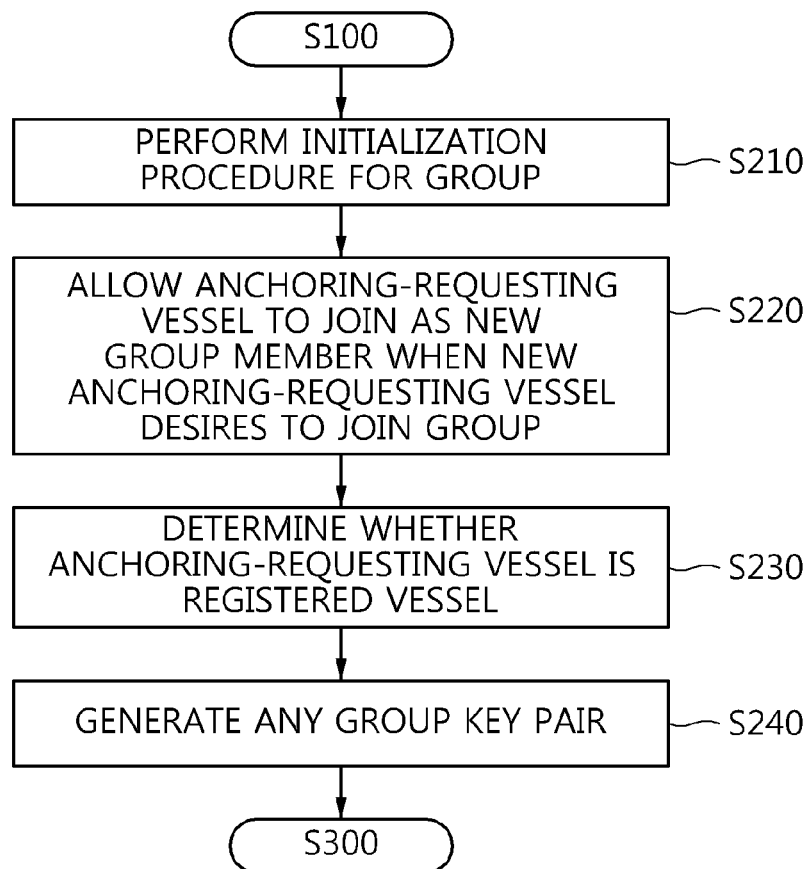 S100
PERFORM INITIALIZATION
PROCEDURE FOR GROUP
S210
ALLOW ANCHORING-REQUESTING
VESSEL TO JOIN AS NEW
GROUP MEMBER WHEN NEW
ANCHORING-REQUESTING VESSEL
DESIRES TO JOIN GROUP
S220
DETERMINE WHETHER
ANCHORING-REQUESTING VESSEL IS
REGISTERED VESSEL
S230
GENERATE ANY GROUP KEY PAIR
S240
S300